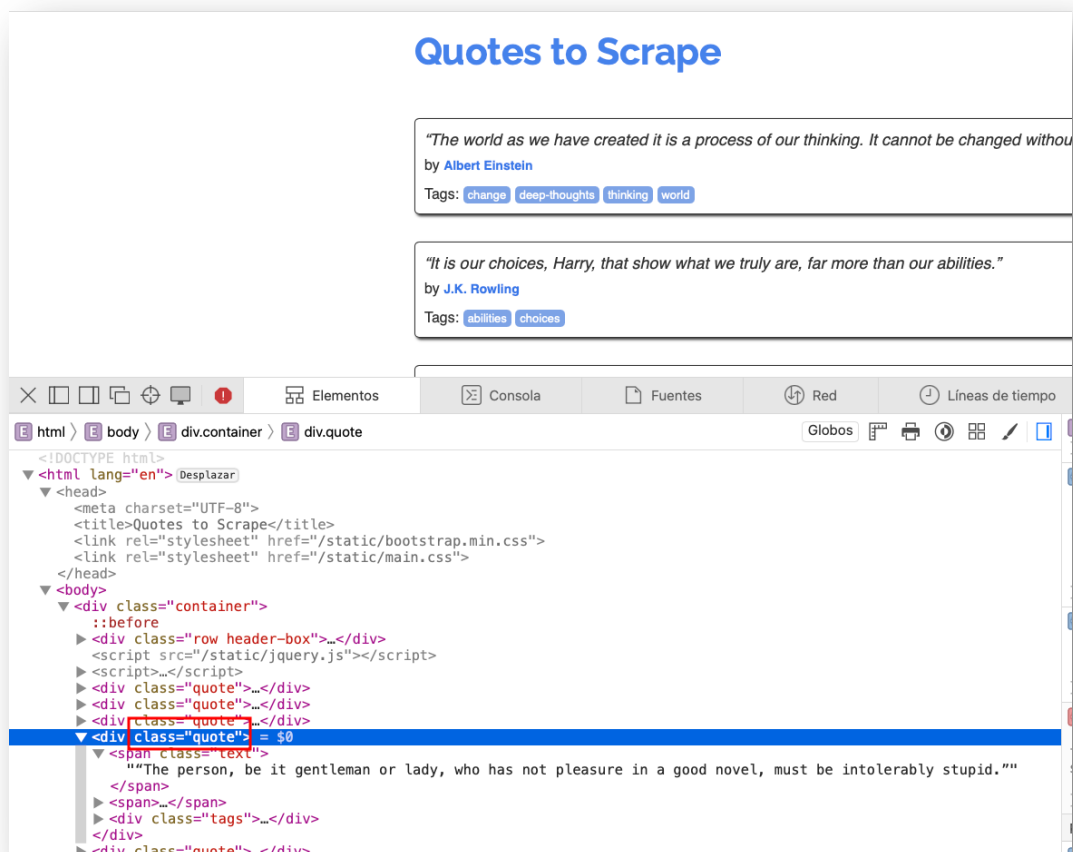 Quotes to Scrape
“The world as we have created it is a process of our thinking. It cannot be changed
by Albert Einstein
Tags: change deep-thoughts thinking world
“It is our choices, Harry, that show what we truly are, far more than our abilities.”
by J.K. Rowling
Tags: abilities choices
Elementos Consola Fuentes Red Líneas de tiempo
E html E body E div.container E div.quote Globos
<!DOCTYPE html>
<html lang="en"> Desplazar
<head>
<meta charset="UTF-8">
<title>Quotes to Scrape</title>
<link rel="stylesheet" href="/static/bootstrap.min.css">
<link rel="stylesheet" href="/static/main.css">
</head>
<body>
<div class="container">
::before
<div class="row header-box">…</div>
<script src="/static/jquery.js"></script>
<script>…</script>
<div class="quote">…</div>
<div class="quote">…</div>
<div class="quote">…</div>
<div class="quote"> = $0
<span class="text">
"“The person, be it gentleman or lady, who has not pleasure in a good novel, must be intolerably stupid.”"
</span>
<span>…</span>
<div class="tags">…</div>
</div>
<div class="quote">…</div>